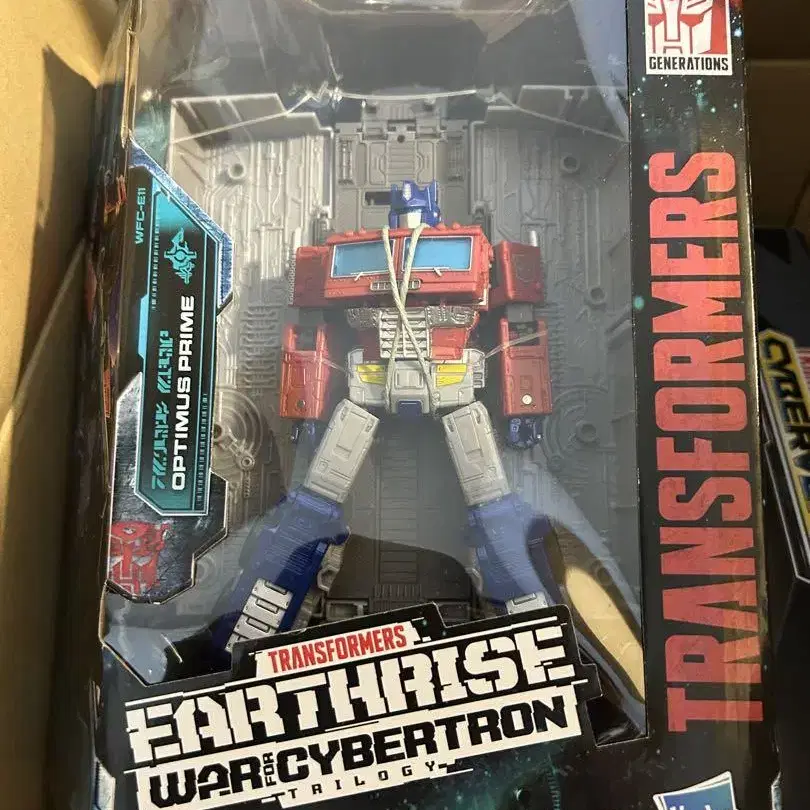 GENERATIONS
TRANSFORMERS
WFC-E11
OPTIMUS PRIME
TRANSFORMERS
EARTHRISE
WAR FOR CYBERTRON
TRILOGY